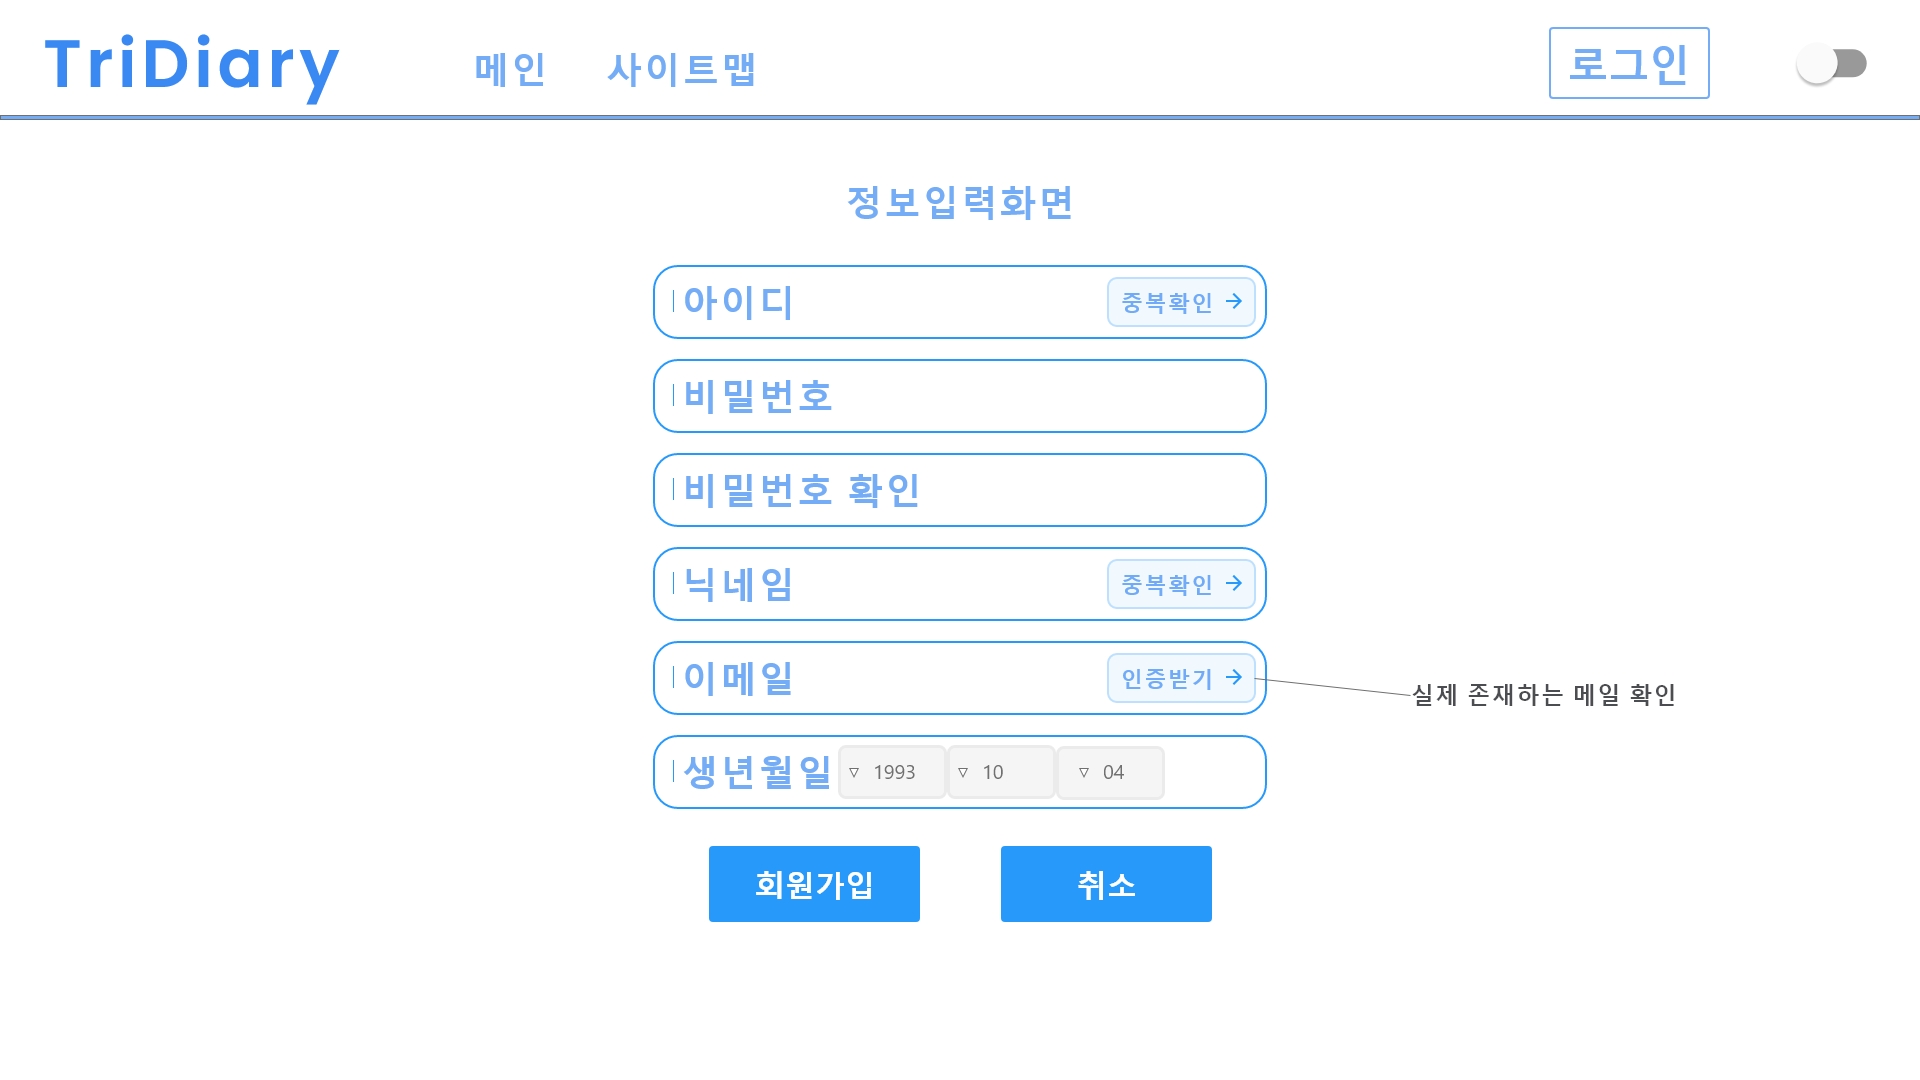 TriDiary 메인 사이트맵 로그인
정보입력화면
아이디 중복확인 →
비밀번호
비밀번호 확인
닉네임 중복확인 →
이메일 인증받기 →
실제 존재하는 메일 확인
생년월일 ▽ 1993 ▽ 10 ▽ 04
회원가입 취소